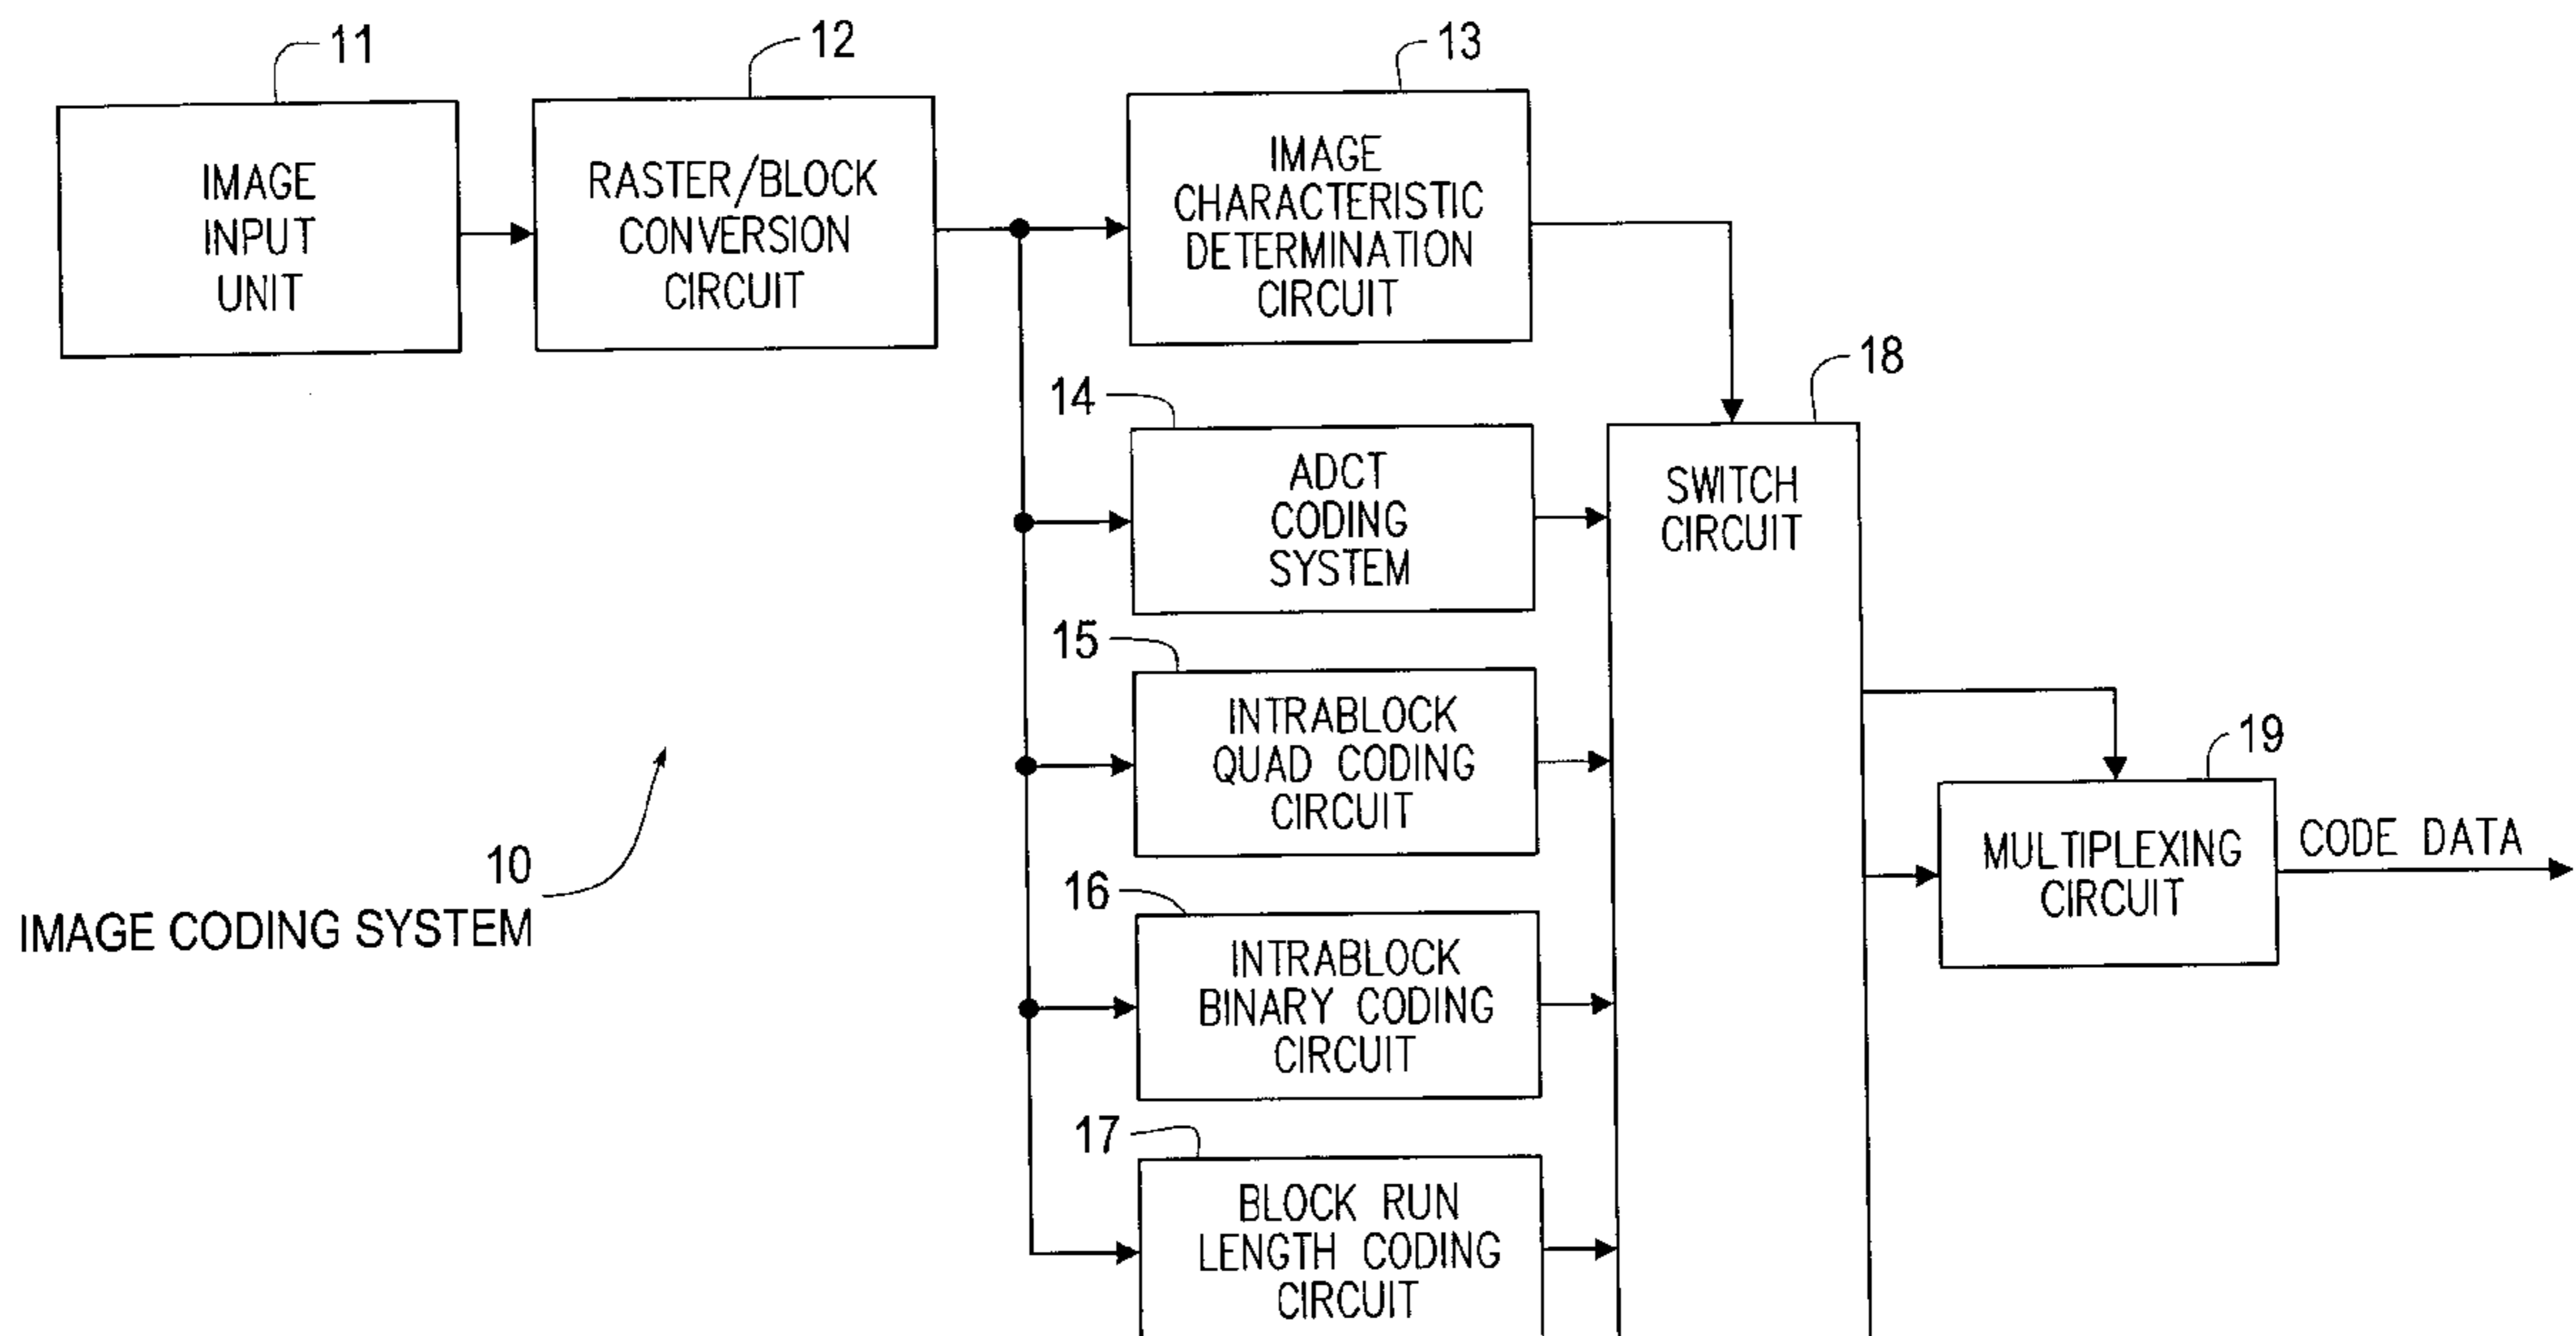 11
IMAGE
INPUT
UNIT
12
RASTER/BLOCK
CONVERSION
CIRCUIT
13
IMAGE
CHARACTERISTIC
DETERMINATION
CIRCUIT
14
ADCT
CODING
SYSTEM
15
INTRABLOCK
QUAD CODING
CIRCUIT
16
INTRABLOCK
BINARY CODING
CIRCUIT
17
BLOCK RUN
LENGTH CODING
CIRCUIT
18
SWITCH
CIRCUIT
19
MULTIPLEXING
CIRCUIT
CODE DATA
10
IMAGE CODING SYSTEM